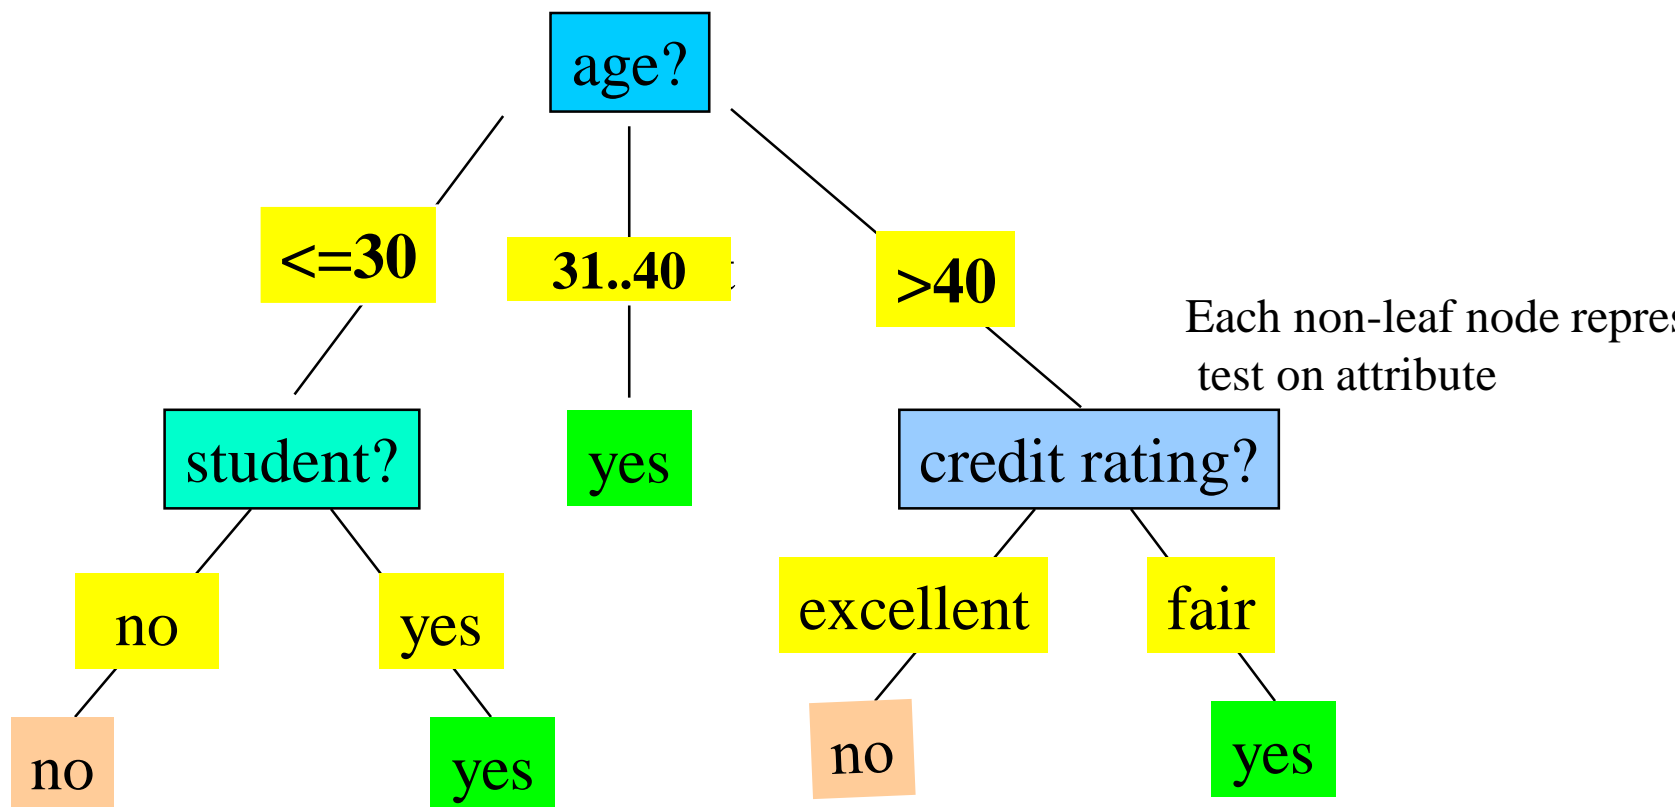 age?
<=30
31..40
>40
Each non-leaf node
test on attribute
student?
yes
credit rating?
no
yes
excellent
fair
no
yes
no
yes